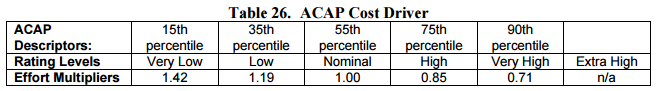 Table 26. ACAP Cost Driver
ACAP Descriptors: 15th percentile 35th percentile 55th percentile 75th percentile 90th percentile
Rating Levels Very Low Low Nominal High Very High Extra High
Effort Multipliers 1.42 1.19 1.00 0.85 0.71 n/a